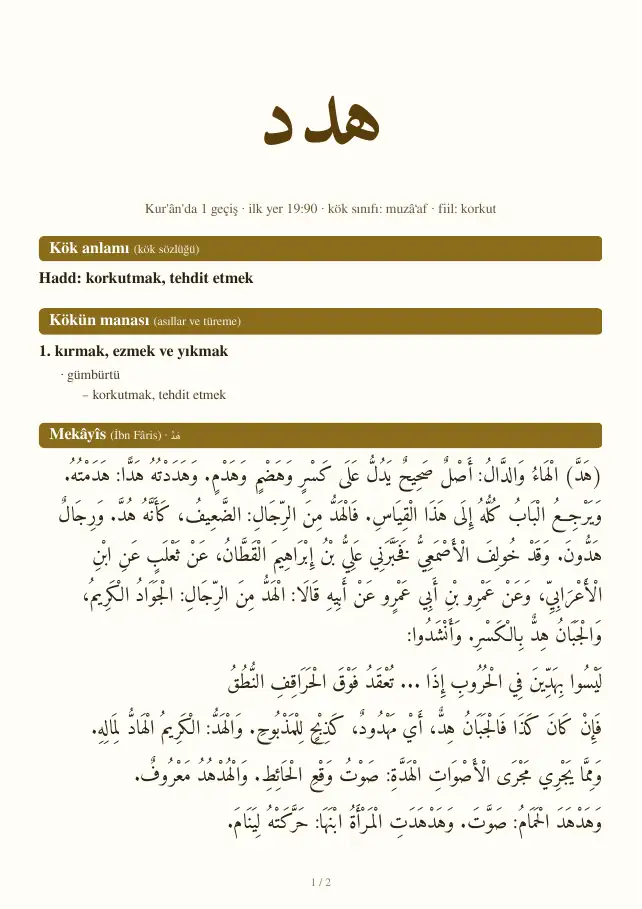 هدد
Kur'ân'da 1 geçiş · ilk yer 19:90 · kök sınıfı: muzâ'af · fiil: korkut
Kök anlamı (kök sözlüğü)
Hadd: korkutmak, tehdit etmek
Kökün manası (asıllar ve türeme)
1. kırmak, ezmek ve yıkmak
· gümbürtü
– korkutmak, tehdit etmek
Mekâyîs (İbn Fâris) · هَدَّ
(هَدَّ) الْهَاءُ وَالدَّالُ: أَصْلٌ صَحِيحٌ يَدُلُّ عَلَى كَسْرٍ وَهَضْمٍ وَهَدْمٍ. وَهَدَدْتُهُ هَدًّا: هَدَمْتُهُ.
وَيَرْجِعُ الْبَابُ كُلُّهُ إِلَى هَذَا الْقِيَاسِ. فَالْهَدُّ مِنَ الرِّجَالِ: الضَّعِيفُ، كَأَنَّهُ هُدَّ. وَرِجَالٌ
هَدُّونَ. وَقَدْ خُولِفَ الْأَصْمَعِيُّ فَخَبَّرَنِي عَلِيُّ بْنُ إِبْرَاهِيمَ الْقَطَّانُ، عَنْ ثَعْلَبٍ عَنِ ابْنِ
الْأَعْرَابِيِّ، وَعَنْ عَمْرِو بْنِ أَبِي عَمْرٍو عَنْ أَبِيهِ قَالَا: الْهَدُّ مِنَ الرِّجَالِ: الْجَوَادُ الْكَرِيمُ،
وَالْجَبَانُ هِدٌّ بِالْكَسْرِ. وَأَنْشَدُوا:
لَيْسُوا بِهَدِّينَ فِي الْحُرُوبِ إِذَا ... تُعْقَدُ فَوْقَ الْحَرَاقِفِ النُّطُقُ
فَإِنْ كَانَ كَذَا فَالْجَبَانُ هِدٌّ، أَيْ مَهْدُودٌ، كَذِبْحٍ لِلْمَذْبُوحِ. وَالْهَدُّ: الْكَرِيمُ الْهَادُّ لِمَالِهِ.
وَمِمَّا يَجْرِي مَجْرَى الْأَصْوَاتِ الْهَدَّةِ: صَوْتُ وَقْعِ الْحَائِطِ. وَالْهُدْهُدُ مَعْرُوفٌ.
وَهَدْهَدَ الْحَمَامُ: صَوَّتَ. وَهَدْهَدَتِ الْمَرْأَةُ ابْنَهَا: حَرَّكَتْهُ لِيَنَامَ.
1 / 2